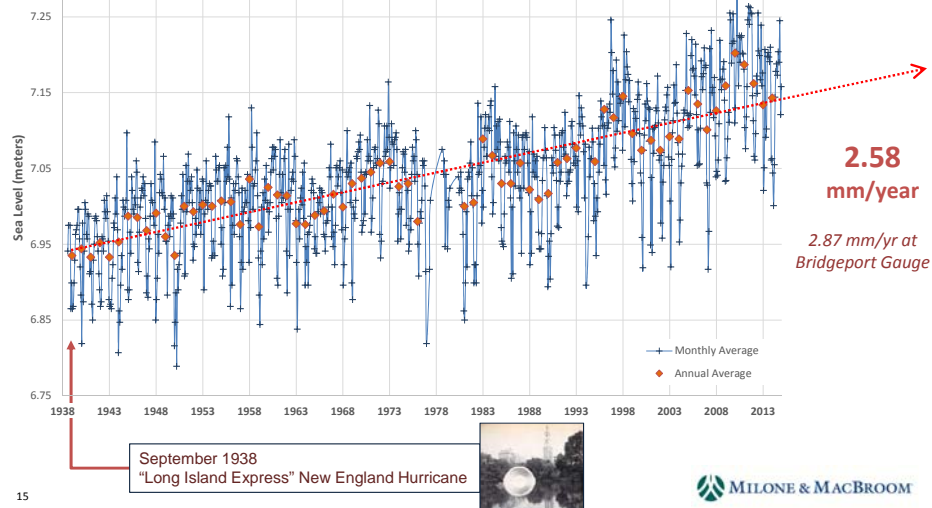 7.25
7.15
7.05
6.95
6.85
6.75
Sea Level (meters)
1938 1943 1948 1953 1958 1963 1968 1973 1978 1983 1988 1993 1998 2003 2008 2013
Monthly Average
Annual Average
2.58
mm/year
2.87 mm/yr at
Bridgeport Gauge
September 1938
“Long Island Express” New England Hurricane
15
MILONE & MACBROOM